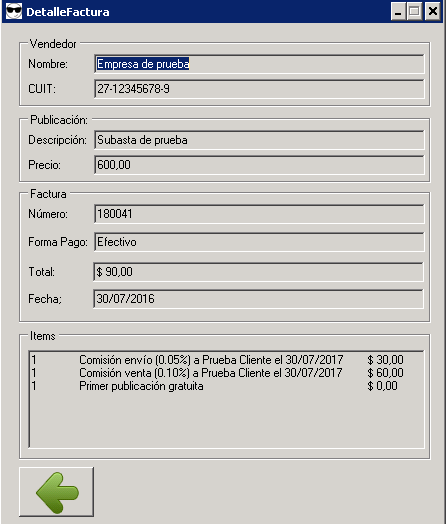 DetalleFactura
Vendedor
Nombre: Empresa de prueba
CUIT: 27-12345678-9
Publicación:
Descripción: Subasta de prueba
Precio: 600,00
Factura
Número: 180041
Forma Pago: Efectivo
Total: $ 90,00
Fecha; 30/07/2016
Items
1 Comisión envío (0.05%) a Prueba Cliente el 30/07/2017 $ 30,00
1 Comisión venta (0.10%) a Prueba Cliente el 30/07/2017 $ 60,00
1 Primer publicación gratuita $ 0,00